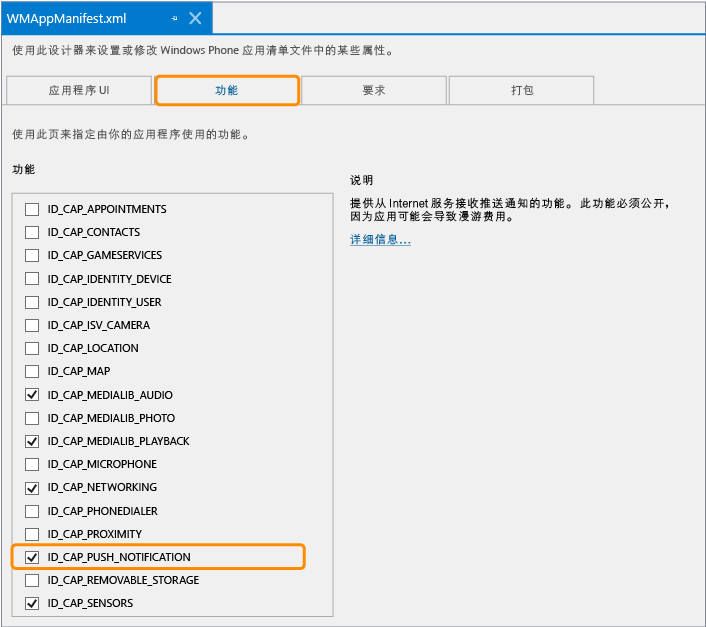 WMAppManifest.xml
使用此设计器来设置或修改 Windows Phone 应用清单文件中的某些属性。
应用程序 UI
功能
要求
打包
使用此页来指定由你的应用程序使用的功能。
功能
ID_CAP_APPOINTMENTS
ID_CAP_CONTACTS
ID_CAP_GAMESERVICES
ID_CAP_IDENTITY_DEVICE
ID_CAP_IDENTITY_USER
ID_CAP_ISV_CAMERA
ID_CAP_LOCATION
ID_CAP_MAP
ID_CAP_MEDIALIB_AUDIO
ID_CAP_MEDIALIB_PHOTO
ID_CAP_MEDIALIB_PLAYBACK
ID_CAP_MICROPHONE
ID_CAP_NETWORKING
ID_CAP_PHONEDIALER
ID_CAP_PROXIMITY
ID_CAP_PUSH_NOTIFICATION
ID_CAP_REMOVABLE_STORAGE
ID_CAP_SENSORS
说明
提供从 Internet 服务接收推送通知的功能。 此功能必须公开，
因为应用可能会导致漫游费用。
详细信息...